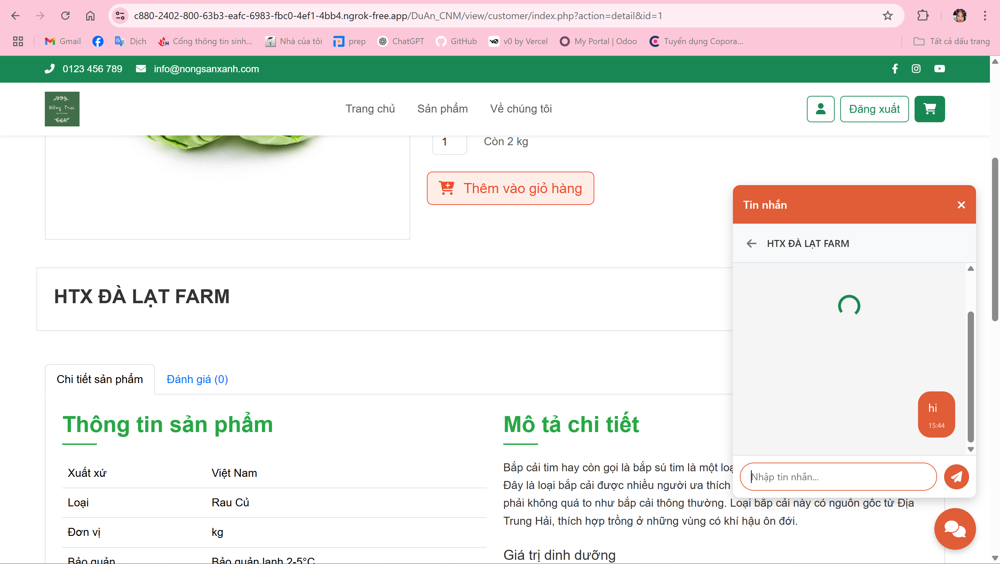 c880-2402-800-63b3-eafc-6983-fbc0-4ef1-4bb4.ngrok-free.app/DuAn_CNM/view/customer/index.php?action=detail&id=1
Gmail
Dịch
Cổng thông tin sinh...
Nhà của tôi
prep
ChatGPT
GitHub
v0 by Vercel
My Portal | Odoo
Tuyển dụng Copora...
Tất cả dấu trang
0123 456 789
info@nongsanxanh.com
Nông Trại
Trang chủ
Sản phẩm
Về chúng tôi
Đăng xuất
1
Còn 2 kg
Thêm vào giỏ hàng
HTX ĐÀ LẠT FARM
Chi tiết sản phẩm
Đánh giá (0)
Thông tin sản phẩm
Xuất xứ
Việt Nam
Loại
Rau Củ
Đơn vị
kg
Bảo quản
Bảo quản lạnh 2-5°C
Mô tả chi tiết
Bắp cải tim hay còn gọi là bắp sú tim là một loạ
Đây là loại bắp cải được nhiều người ưa thích
phải không quá to như bắp cải thông thường. Loại bắp cải này có nguồn gốc từ Địa
Trung Hải, thích hợp trồng ở những vùng có khí hậu ôn đới.
Giá trị dinh dưỡng
Tin nhắn
HTX ĐÀ LẠT FARM
hi
15:44
Nhập tin nhắn...